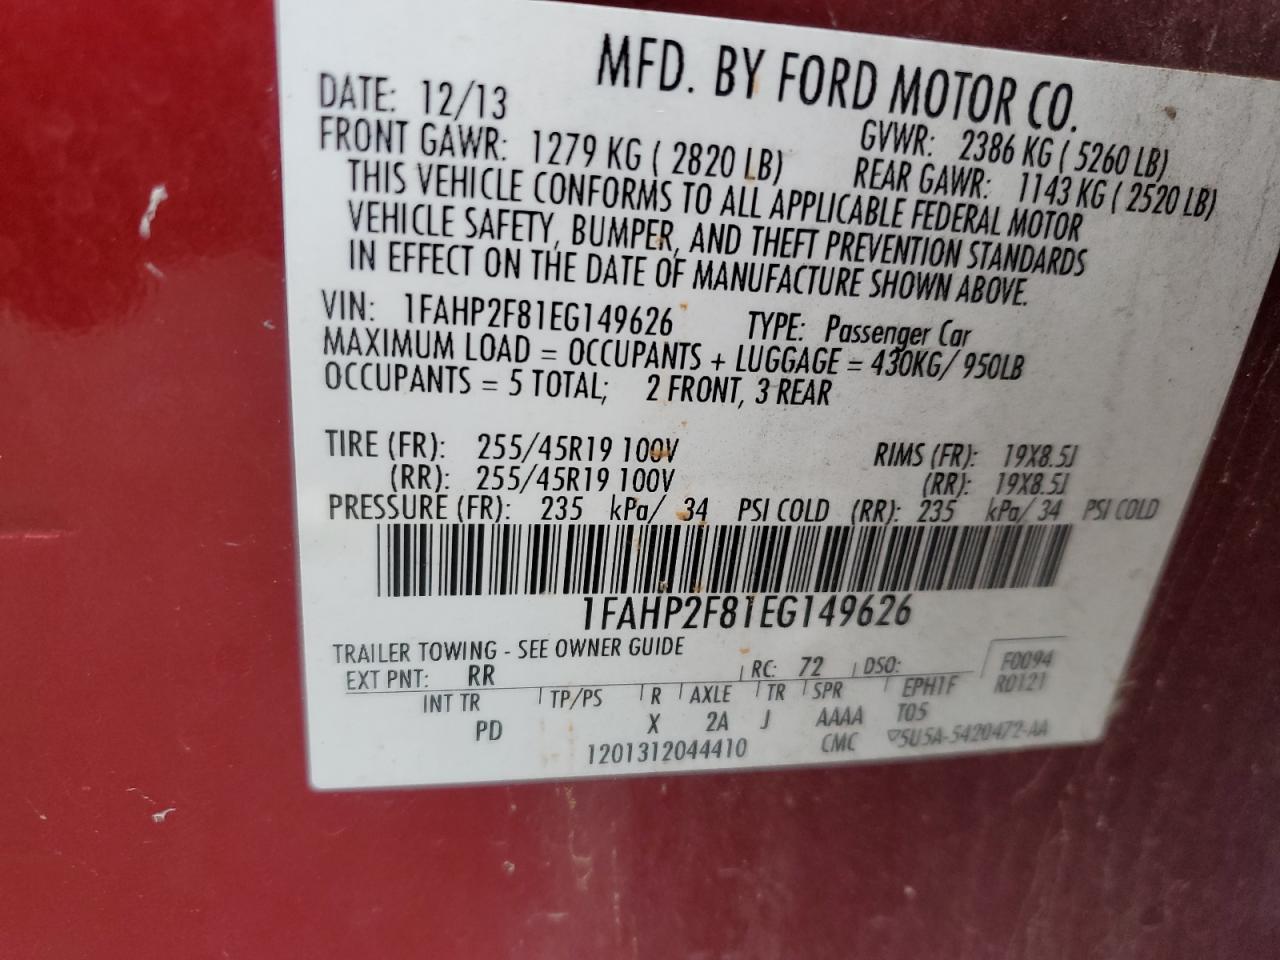 MFD. BY FORD MOTOR CO.
DATE: 12/13 GVWR: 2386 KG ( 5260 LB)
FRONT GAWR: 1279 KG ( 2820 LB) REAR GAWR: 1143 KG ( 2520 LB)
THIS VEHICLE CONFORMS TO ALL APPLICABLE FEDERAL MOTOR
VEHICLE SAFETY, BUMPER, AND THEFT PREVENTION STANDARDS
IN EFFECT ON THE DATE OF MANUFACTURE SHOWN ABOVE.
VIN: 1FAHP2F81EG149626 TYPE: Passenger Car
MAXIMUM LOAD = OCCUPANTS + LUGGAGE = 430KG/ 950LB
OCCUPANTS = 5 TOTAL; 2 FRONT, 3 REAR
TIRE (FR): 255/45R19 100V RIMS (FR): 19X8.5J
(RR): 255/45R19 100V (RR): 19X8.5J
PRESSURE (FR): 235 kPa/ 34 PSI COLD (RR): 235 kPa/ 34 PSI COLD
1FAHP2F81EG149626
TRAILER TOWING - SEE OWNER GUIDE
EXT PNT: RR RC: 72 DSO: F0094
INT TR TP/PS R AXLE TR SPR EPH1F R0121
PD X 2A J AAAA T05
1201312044410 CMC ▽5U5A-5420472-AA